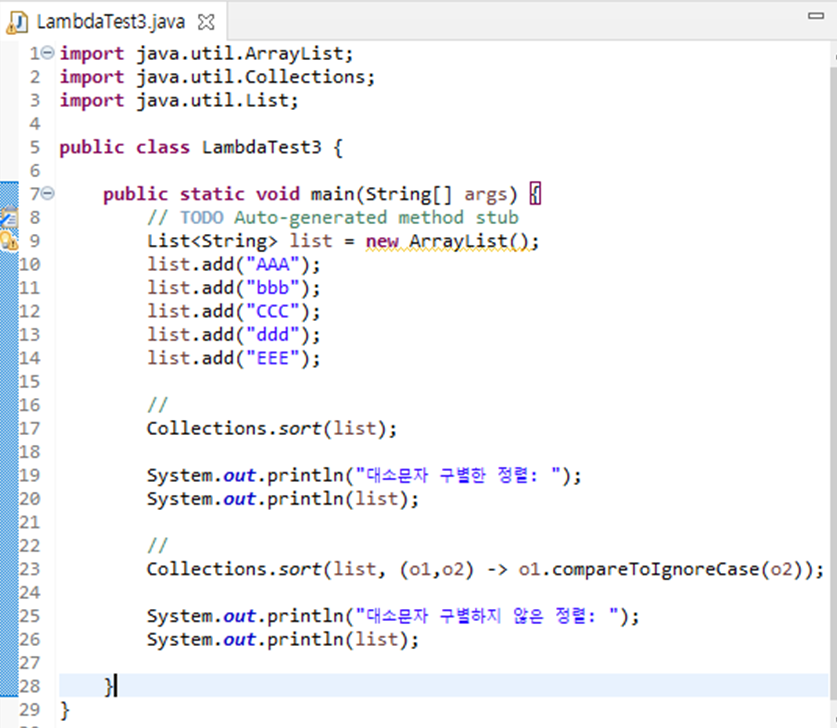 LambdaTest3.java
1 import java.util.ArrayList;
2 import java.util.Collections;
3 import java.util.List;
4
5 public class LambdaTest3 {
6
7     public static void main(String[] args) {
8         // TODO Auto-generated method stub
9         List<String> list = new ArrayList();
10         list.add("AAA");
11         list.add("bbb");
12         list.add("CCC");
13         list.add("ddd");
14         list.add("EEE");
15
16         //
17         Collections.sort(list);
18
19         System.out.println("대소문자 구별한 정렬: ");
20         System.out.println(list);
21
22         //
23         Collections.sort(list, (o1,o2) -> o1.compareToIgnoreCase(o2));
24
25         System.out.println("대소문자 구별하지 않은 정렬: ");
26         System.out.println(list);
27
28     }
29 }